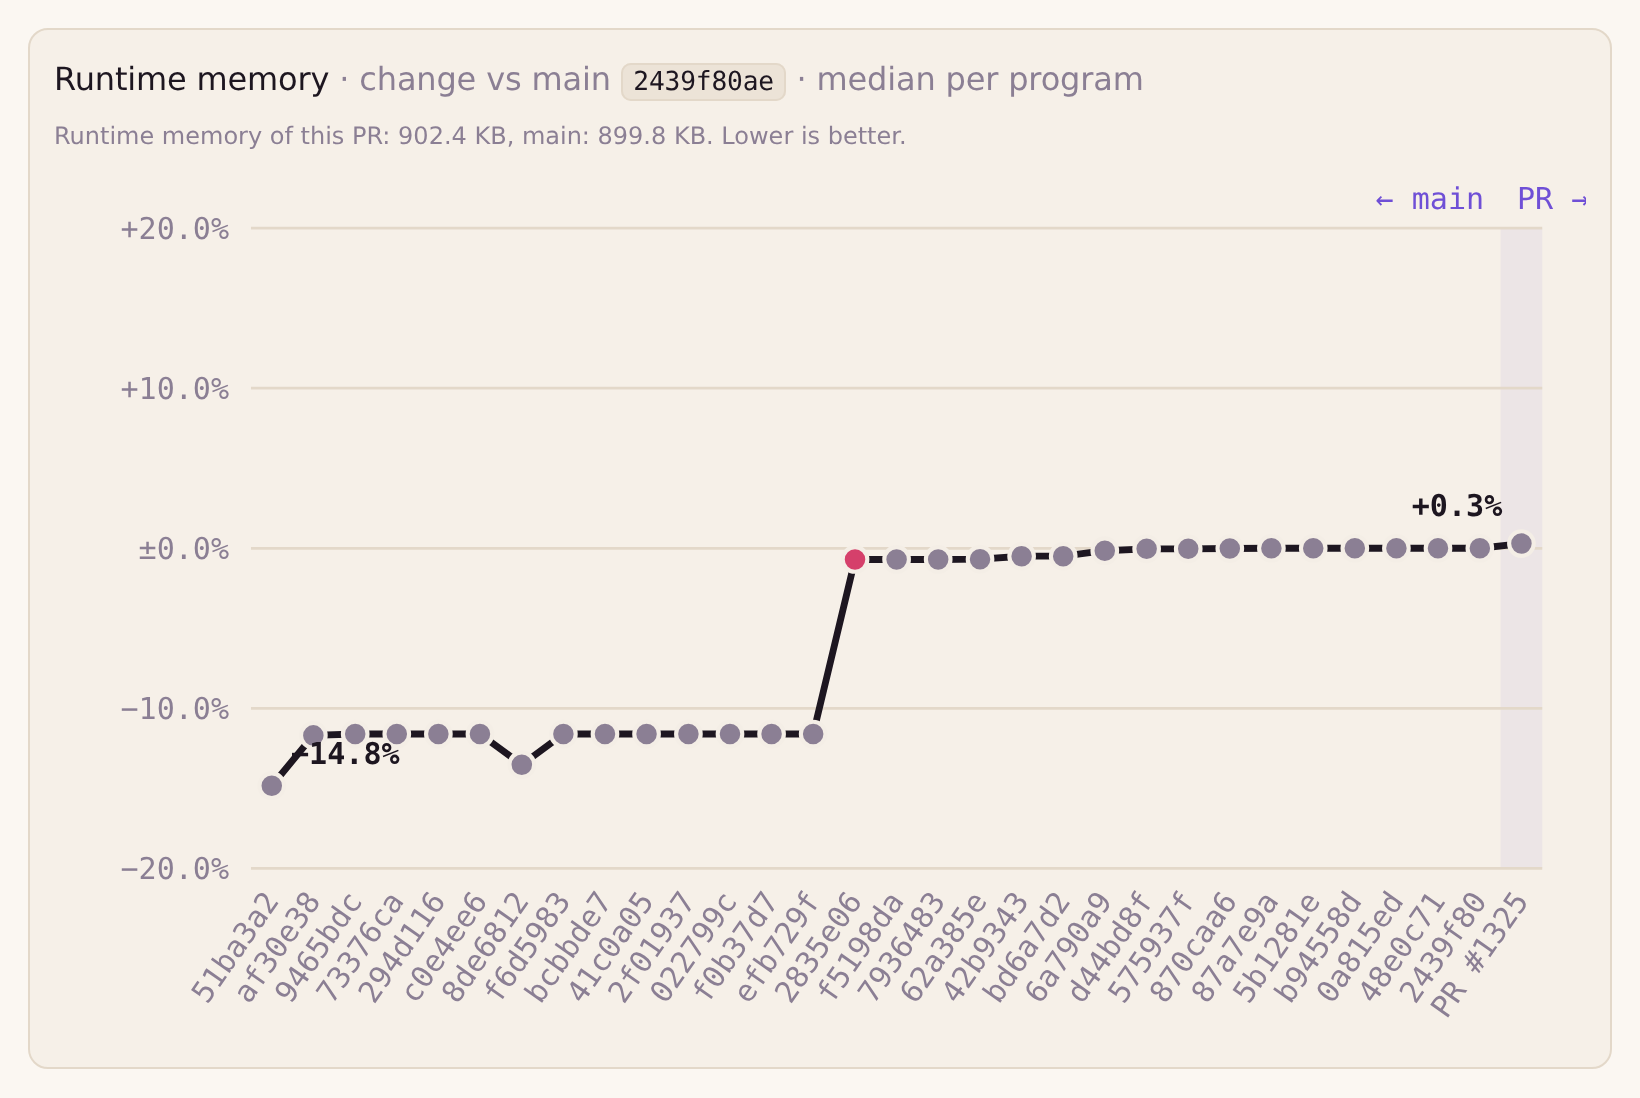 Runtime memory · change vs main 2439f80ae · median per program
Runtime memory of this PR: 902.4 KB, main: 899.8 KB. Lower is better.
← main PR →
+20.0%
+10.0%
±0.0%
−10.0%
−20.0%
+0.3%
−14.8%
51ba3a2
af30e38
9465bdc
73376ca
294d116
c0e4ee6
8de6812
f6d5983
bcbbde7
41c0a05
2f01937
022799c
f0b37d7
efb729f
2835e06
f5198da
7936483
62a385e
42b9343
bd6a7d2
6a790a9
d44bd8f
575937f
870caa6
87a7e9a
5b1281e
b94558d
0a815ed
48e0c71
2439f80
PR #1325